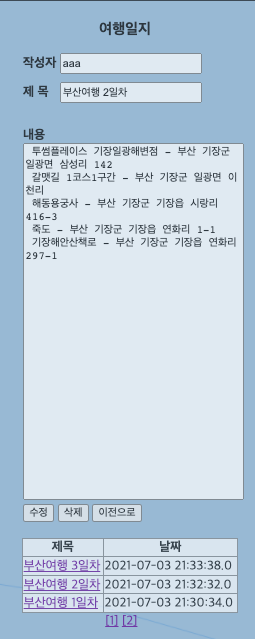 여행일지
작성자 aaa
제 목 부산여행 2일차
내용
투썸플레이스 기장일광해변점 - 부산 기장군
일광면 삼성리 142
갈맷길 1코스1구간 - 부산 기장군 일광면 이
천리
해동용궁사 - 부산 기장군 기장읍 시랑리
416-3
죽도 - 부산 기장군 기장읍 연화리 1-1
기장해안산책로 - 부산 기장군 기장읍 연화리
297-1
수정 삭제 이전으로
제목 날짜
부산여행 3일차 2021-07-03 21:33:38.0
부산여행 2일차 2021-07-03 21:32:32.0
부산여행 1일차 2021-07-03 21:30:34.0
[1] [2]